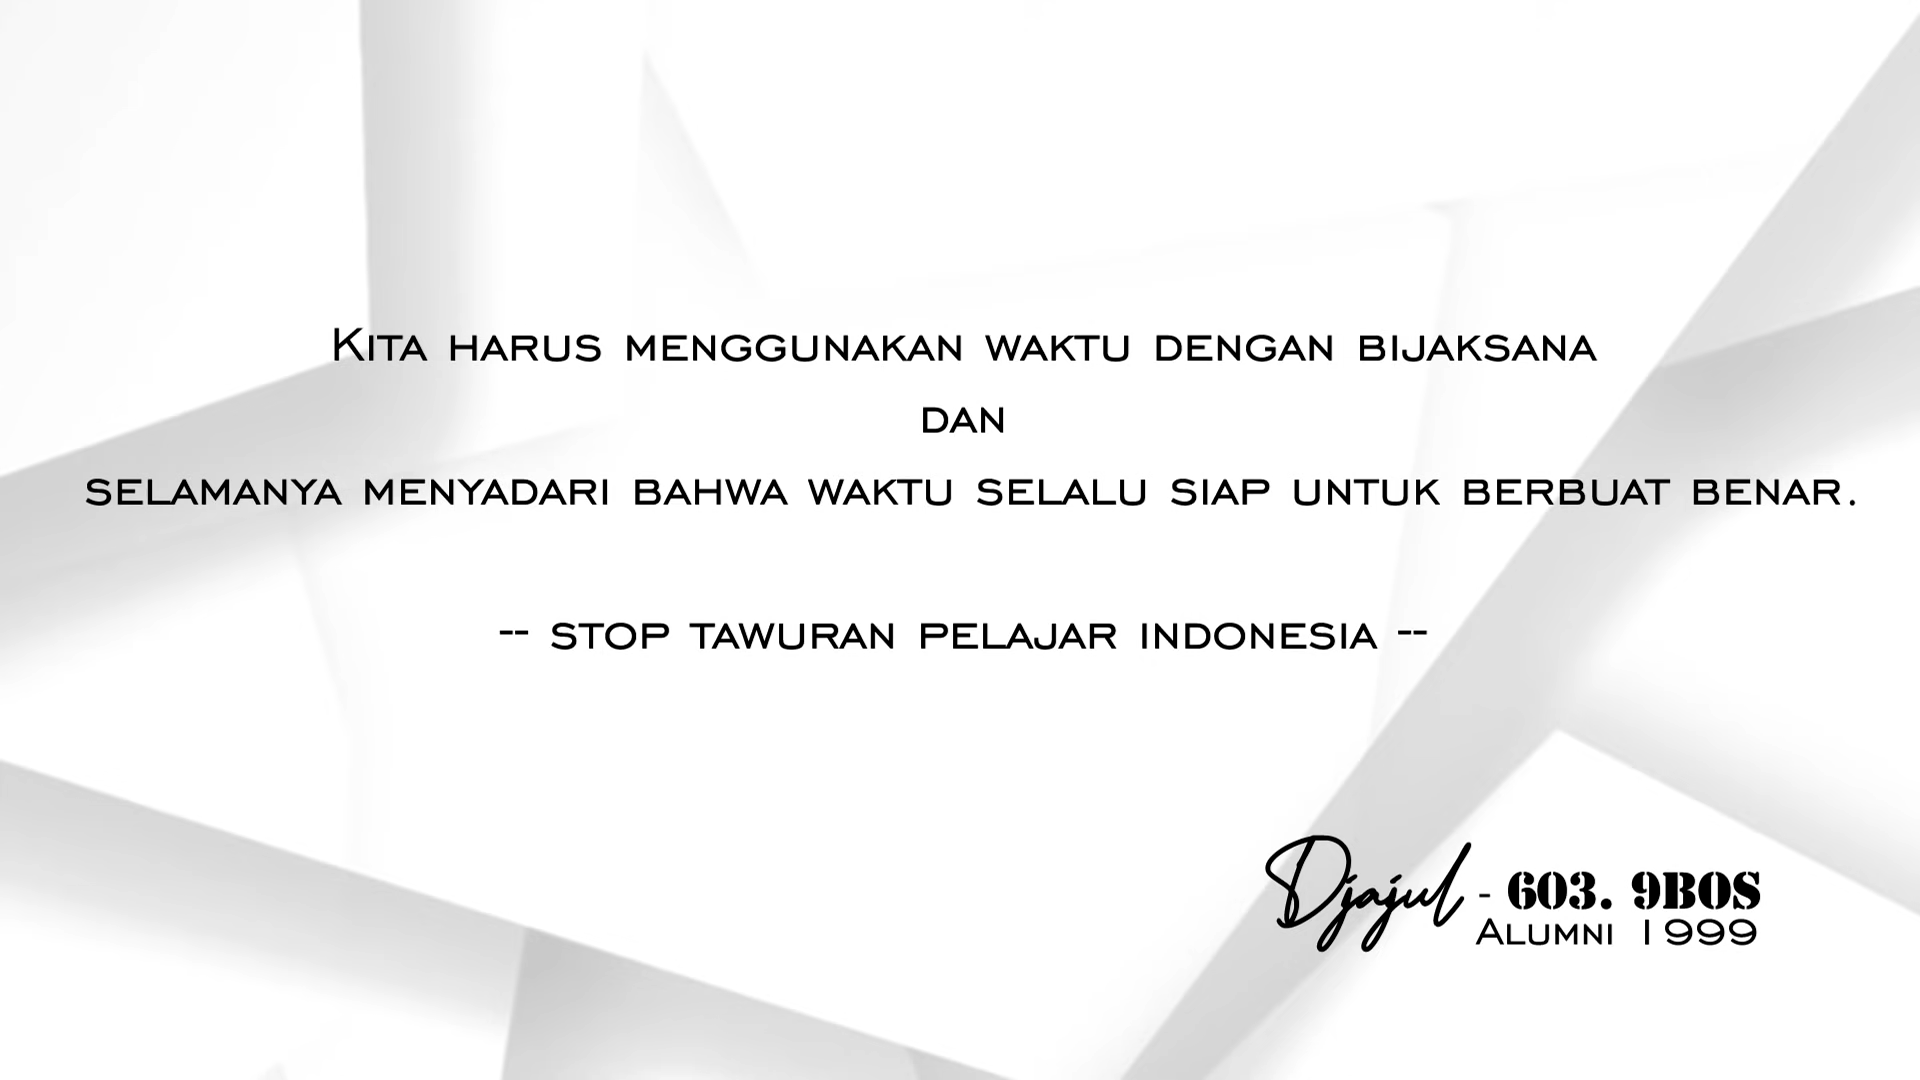 Kita harus menggunakan waktu dengan bijaksana
dan
selamanya menyadari bahwa waktu selalu siap untuk berbuat benar.
-- stop tawuran pelajar indonesia --
Djajul - 603. 9BOS
Alumni 1999